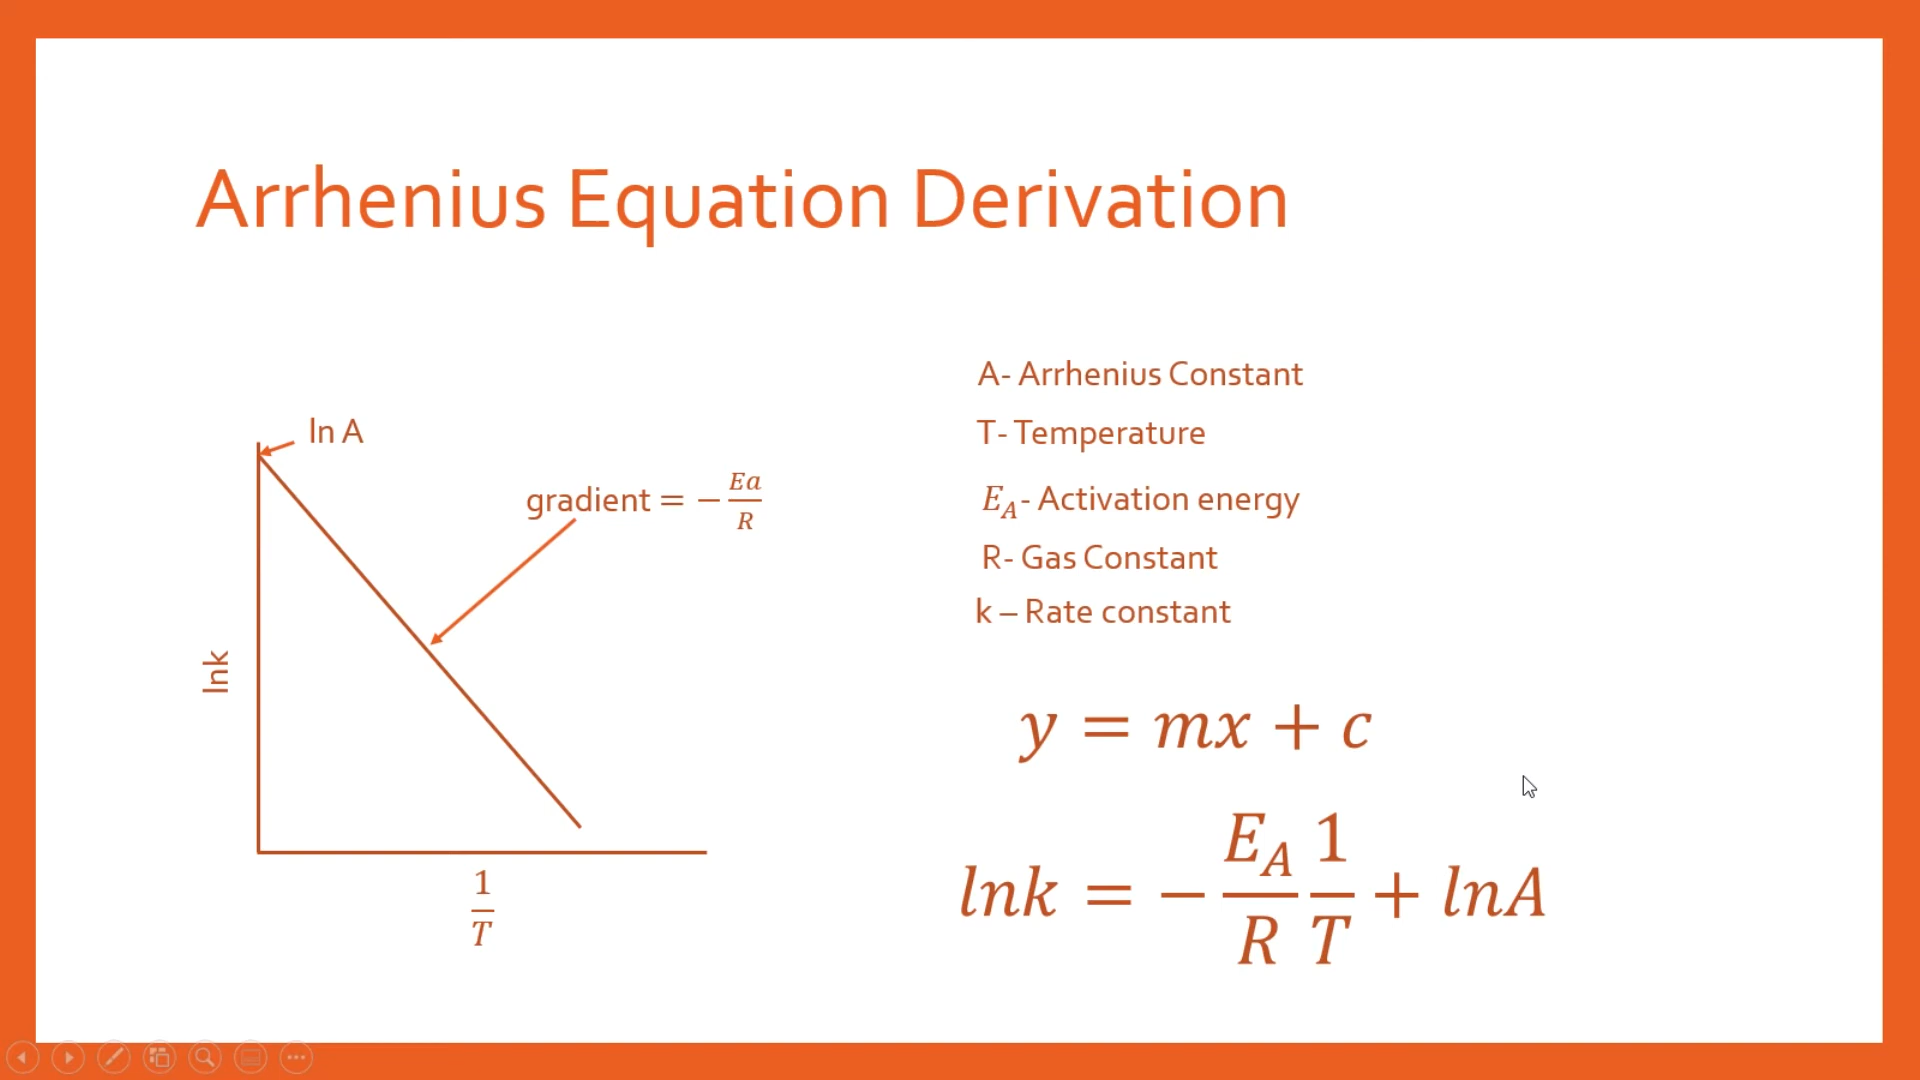 Arrhenius Equation Derivation
ln A
gradient = − Ea/R
lnk
1/T
A- Arrhenius Constant
T- Temperature
E_A- Activation energy
R- Gas Constant
k – Rate constant
y = mx + c
lnk = − E_A/R 1/T + lnA